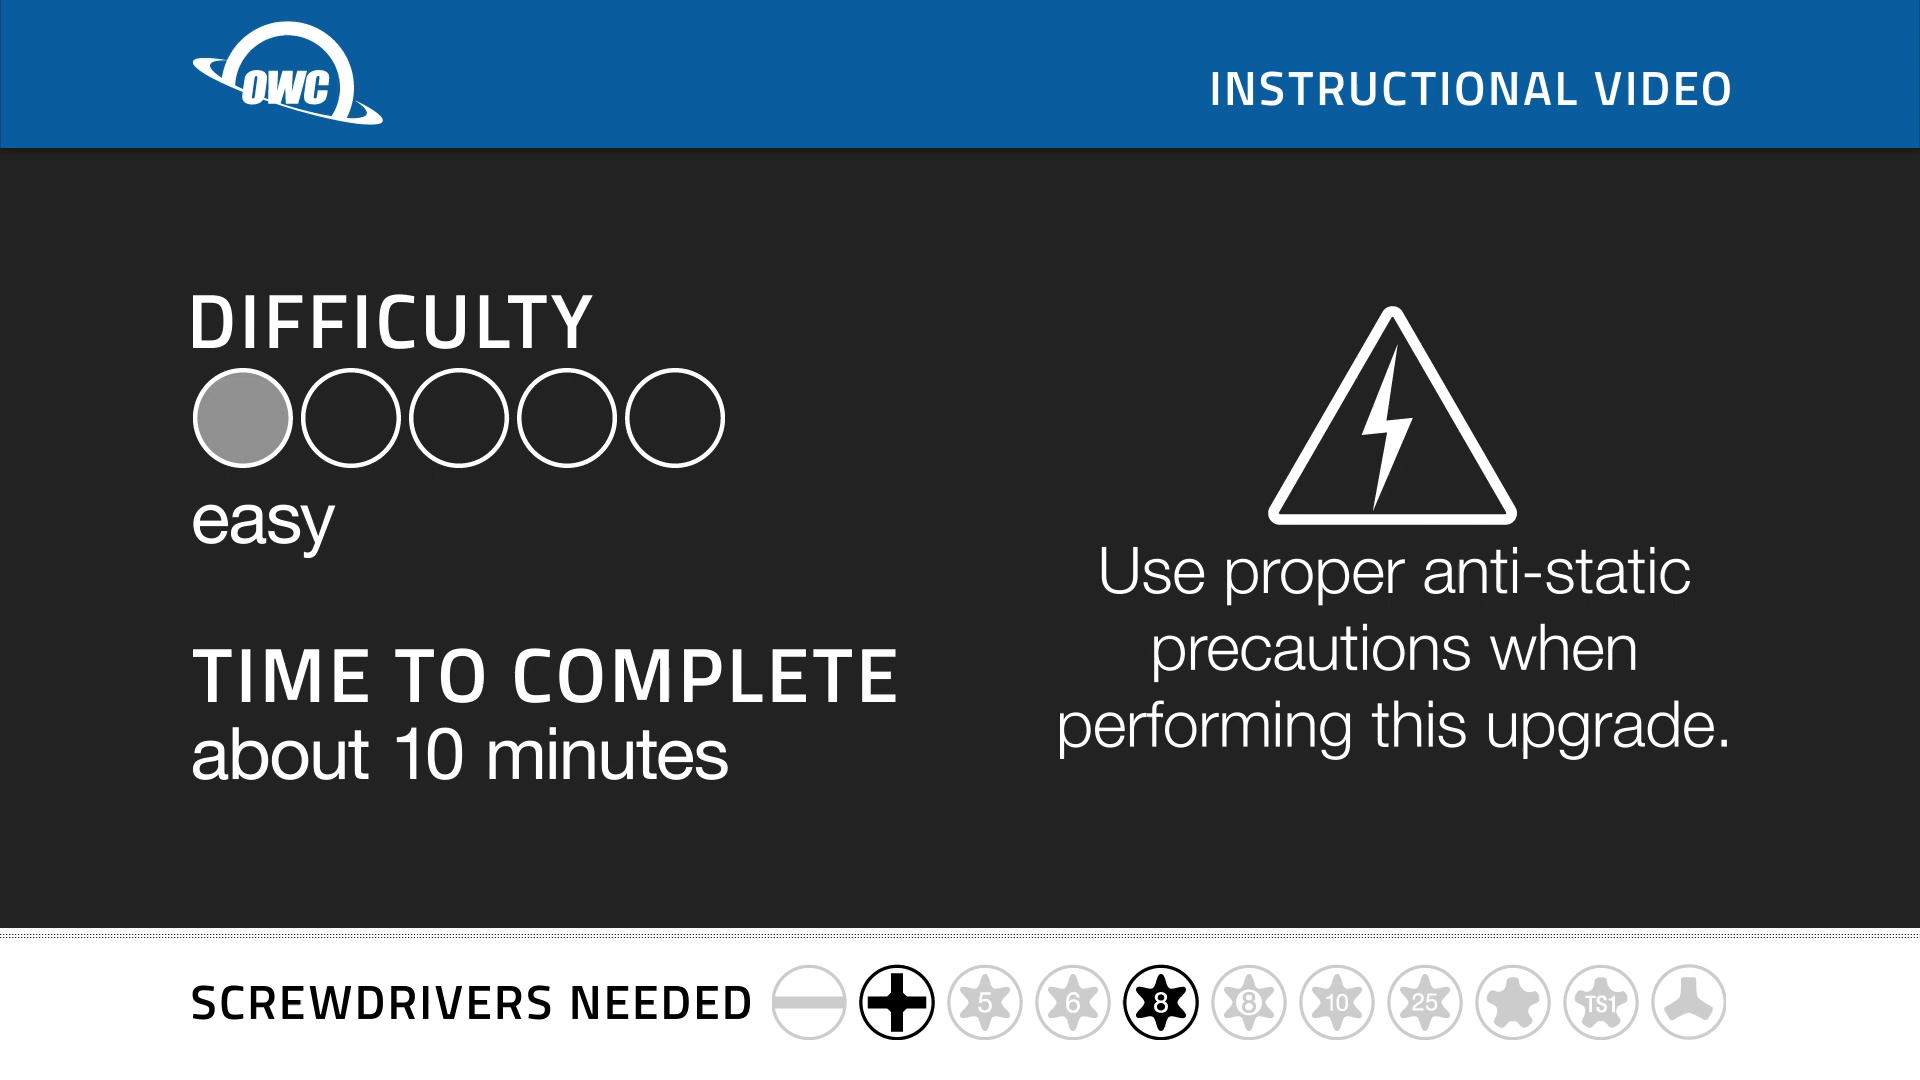 OWC
INSTRUCTIONAL VIDEO
DIFFICULTY
easy
TIME TO COMPLETE
about 10 minutes
Use proper anti-static
precautions when
performing this upgrade.
SCREWDRIVERS NEEDED 5 6 8 8 10 25 TS1